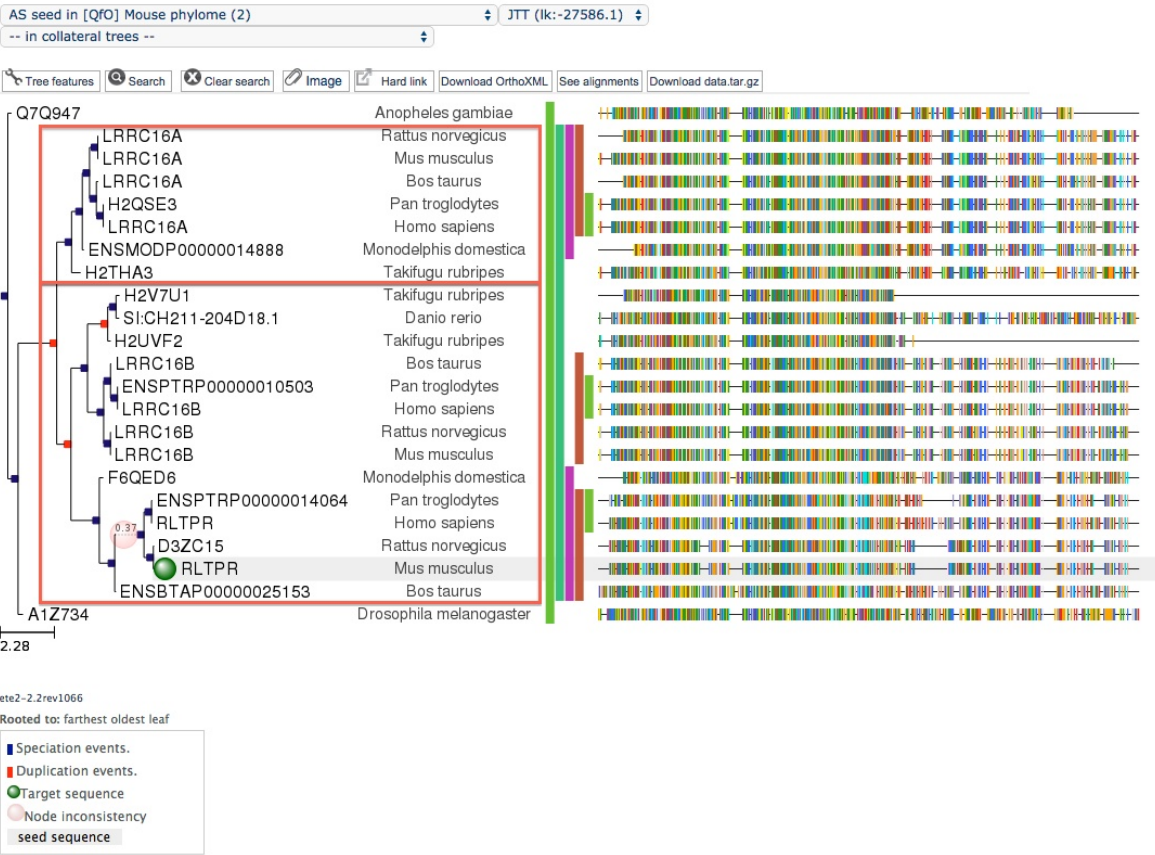 AS seed in [QfO] Mouse phylome (2) JTT (lk:-27586.1)
-- in collateral trees --
Tree features Search Clear search Image Hard link Download OrthoXML See alignments Download data.tar.gz
Q7Q947 Anopheles gambiae
LRRC16A Rattus norvegicus
LRRC16A Mus musculus
LRRC16A Bos taurus
H2QSE3 Pan troglodytes
LRRC16A Homo sapiens
ENSMODP00000014888 Monodelphis domestica
H2THA3 Takifugu rubripes
H2V7U1 Takifugu rubripes
SI:CH211-204D18.1 Danio rerio
H2UVF2 Takifugu rubripes
LRRC16B Bos taurus
ENSPTRP00000010503 Pan troglodytes
LRRC16B Homo sapiens
LRRC16B Rattus norvegicus
LRRC16B Mus musculus
F6QED6 Monodelphis domestica
ENSPTRP00000014064 Pan troglodytes
0.37 RLTPR Homo sapiens
D3ZC15 Rattus norvegicus
RLTPR Mus musculus
ENSBTAP00000025153 Bos taurus
A1Z734 Drosophila melanogaster
2.28
ete2-2.2rev1066
Rooted to: farthest oldest leaf
Speciation events.
Duplication events.
Target sequence
Node inconsistency
seed sequence